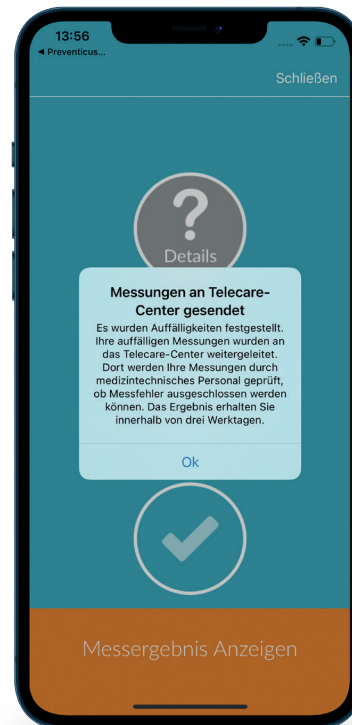 13:56
◀ Preventicus...
Schließen
?
Details
Messungen an Telecare-
Center gesendet
Es wurden Auffälligkeiten festgestellt.
Ihre auffälligen Messungen wurden an
das Telecare-Center weitergeleitet.
Dort werden Ihre Messungen durch
medizintechnisches Personal geprüft,
ob Messfehler ausgeschlossen werden
können. Das Ergebnis erhalten Sie
innerhalb von drei Werktagen.
Ok
Messergebnis Anzeigen